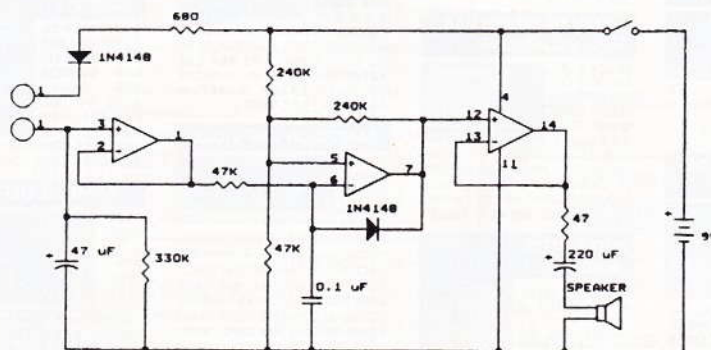 680
1N4148
240K
4
1
240K
12
14
1
3
1
13
2
5
11
47K
7
6
1N4148
47
+
47 uF
330K
47K
220 uF
9V
0.1 uF
SPEAKER